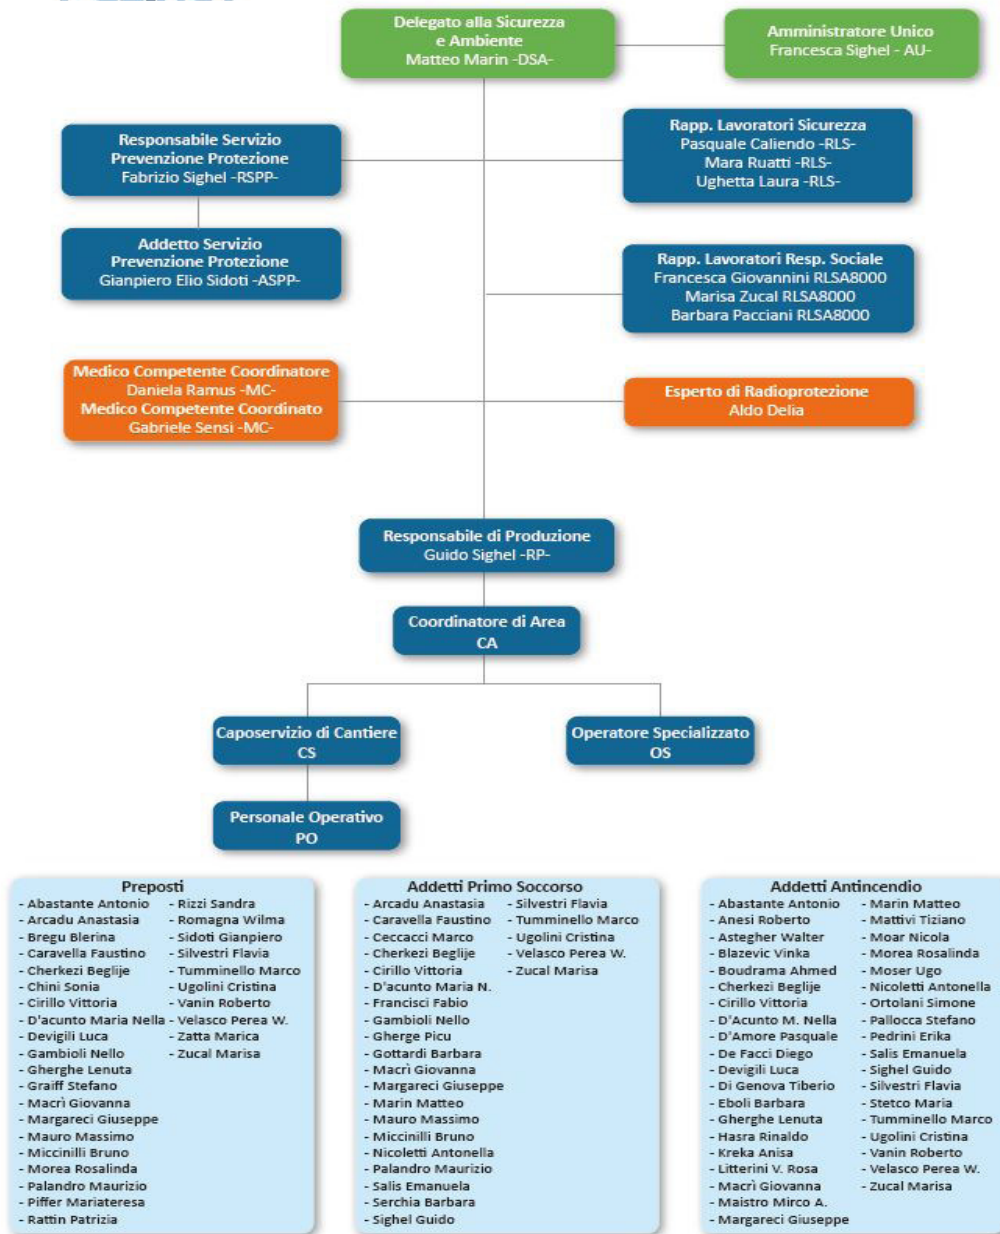 Delegato alla Sicurezza
e Ambiente
Matteo Marin -DSA-
Amministratore Unico
Francesca Sighel - AU-
Responsabile Servizio
Prevenzione Protezione
Fabrizio Sighel -RSPP-
Rapp. Lavoratori Sicurezza
Pasquale Caliendo -RLS-
Mara Ruatti -RLS-
Ughetta Laura -RLS-
Addetto Servizio
Prevenzione Protezione
Gianpiero Elio Sidoti -ASPP-
Rapp. Lavoratori Resp. Sociale
Francesca Giovannini RLSA8000
Marisa Zucal RLSA8000
Barbara Pacciani RLSA8000
Medico Competente Coordinatore
Daniela Ramus -MC-
Medico Competente Coordinato
Gabriele Sensi -MC-
Esperto di Radioprotezione
Aldo Delia
Responsabile di Produzione
Guido Sighel -RP-
Coordinatore di Area
CA
Caposervizio di Cantiere
CS
Operatore Specializzato
OS
Personale Operativo
PO
Preposti
- Abastante Antonio
- Arcadu Anastasia
- Bregu Blerina
- Caravella Faustino
- Cherkezi Beglije
- Chini Sonia
- Cirillo Vittoria
- D'acunto Maria Nella
- Devigili Luca
- Gambioli Nello
- Gherghe Lenuta
- Graiff Stefano
- Macrì Giovanna
- Margareci Giuseppe
- Mauro Massimo
- Miccinilli Bruno
- Morea Rosalinda
- Palandro Maurizio
- Piffer Mariateresa
- Rattin Patrizia
- Rizzi Sandra
- Romagna Wilma
- Sidoti Gianpiero
- Silvestri Flavia
- Tumminello Marco
- Ugolini Cristina
- Vanin Roberto
- Velasco Perea W.
- Zatta Marica
- Zucal Marisa
Addetti Primo Soccorso
- Arcadu Anastasia
- Caravella Faustino
- Ceccacci Marco
- Cherkezi Beglije
- Cirillo Vittoria
- D'acunto Maria N.
- Francisci Fabio
- Gambioli Nello
- Gherge Picu
- Gottardi Barbara
- Macrì Giovanna
- Margareci Giuseppe
- Marin Matteo
- Mauro Massimo
- Miccinilli Bruno
- Nicoletti Antonella
- Palandro Maurizio
- Salis Emanuela
- Serchia Barbara
- Sighel Guido
- Silvestri Flavia
- Tumminello Marco
- Ugolini Cristina
- Velasco Perea W.
- Zucal Marisa
Addetti Antincendio
- Abastante Antonio
- Anesi Roberto
- Astegher Walter
- Blazevic Vinka
- Boudrama Ahmed
- Cherkezi Beglije
- Cirillo Vittoria
- D'Acunto M. Nella
- D'Amore Pasquale
- De Facci Diego
- Devigili Luca
- Di Genova Tiberio
- Eboli Barbara
- Gherghe Lenuta
- Hasra Rinaldo
- Kreka Anisa
- Litterini V. Rosa
- Macrì Giovanna
- Maistro Mirco A.
- Margareci Giuseppe
- Marin Matteo
- Mattivi Tiziano
- Moar Nicola
- Morea Rosalinda
- Moser Ugo
- Nicoletti Antonella
- Ortolani Simone
- Pallocca Stefano
- Pedrini Erika
- Salis Emanuela
- Sighel Guido
- Silvestri Flavia
- Stetco Maria
- Tumminello Marco
- Ugolini Cristina
- Vanin Roberto
- Velasco Perea W.
- Zucal Marisa